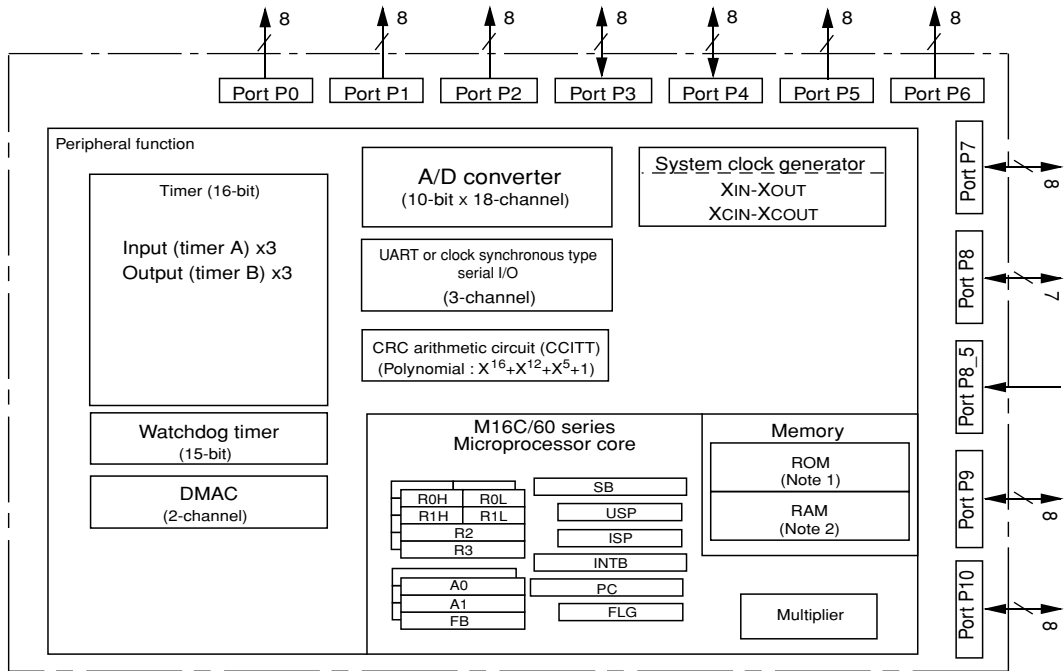 8 8 8 8 8 8 8
Port P0 Port P1 Port P2 Port P3 Port P4 Port P5 Port P6
Peripheral function
Timer (16-bit)
Input (timer A) x3
Output (timer B) x3
Watchdog timer
(15-bit)
DMAC
(2-channel)
A/D converter
(10-bit x 18-channel)
UART or clock synchronous type
serial I/O
(3-channel)
CRC arithmetic circuit (CCITT)
(Polynomial : X¹⁶+X¹²+X⁵+1)
System clock generator
XIN-XOUT
XCIN-XCOUT
M16C/60 series
Microprocessor core
R0H R0L
R1H R1L
R2
R3
A0
A1
FB
SB
USP
ISP
INTB
PC
FLG
Memory
ROM
(Note 1)
RAM
(Note 2)
Multiplier
Port P7
8
Port P8
7
Port P8_5
Port P9
8
Port P10
8